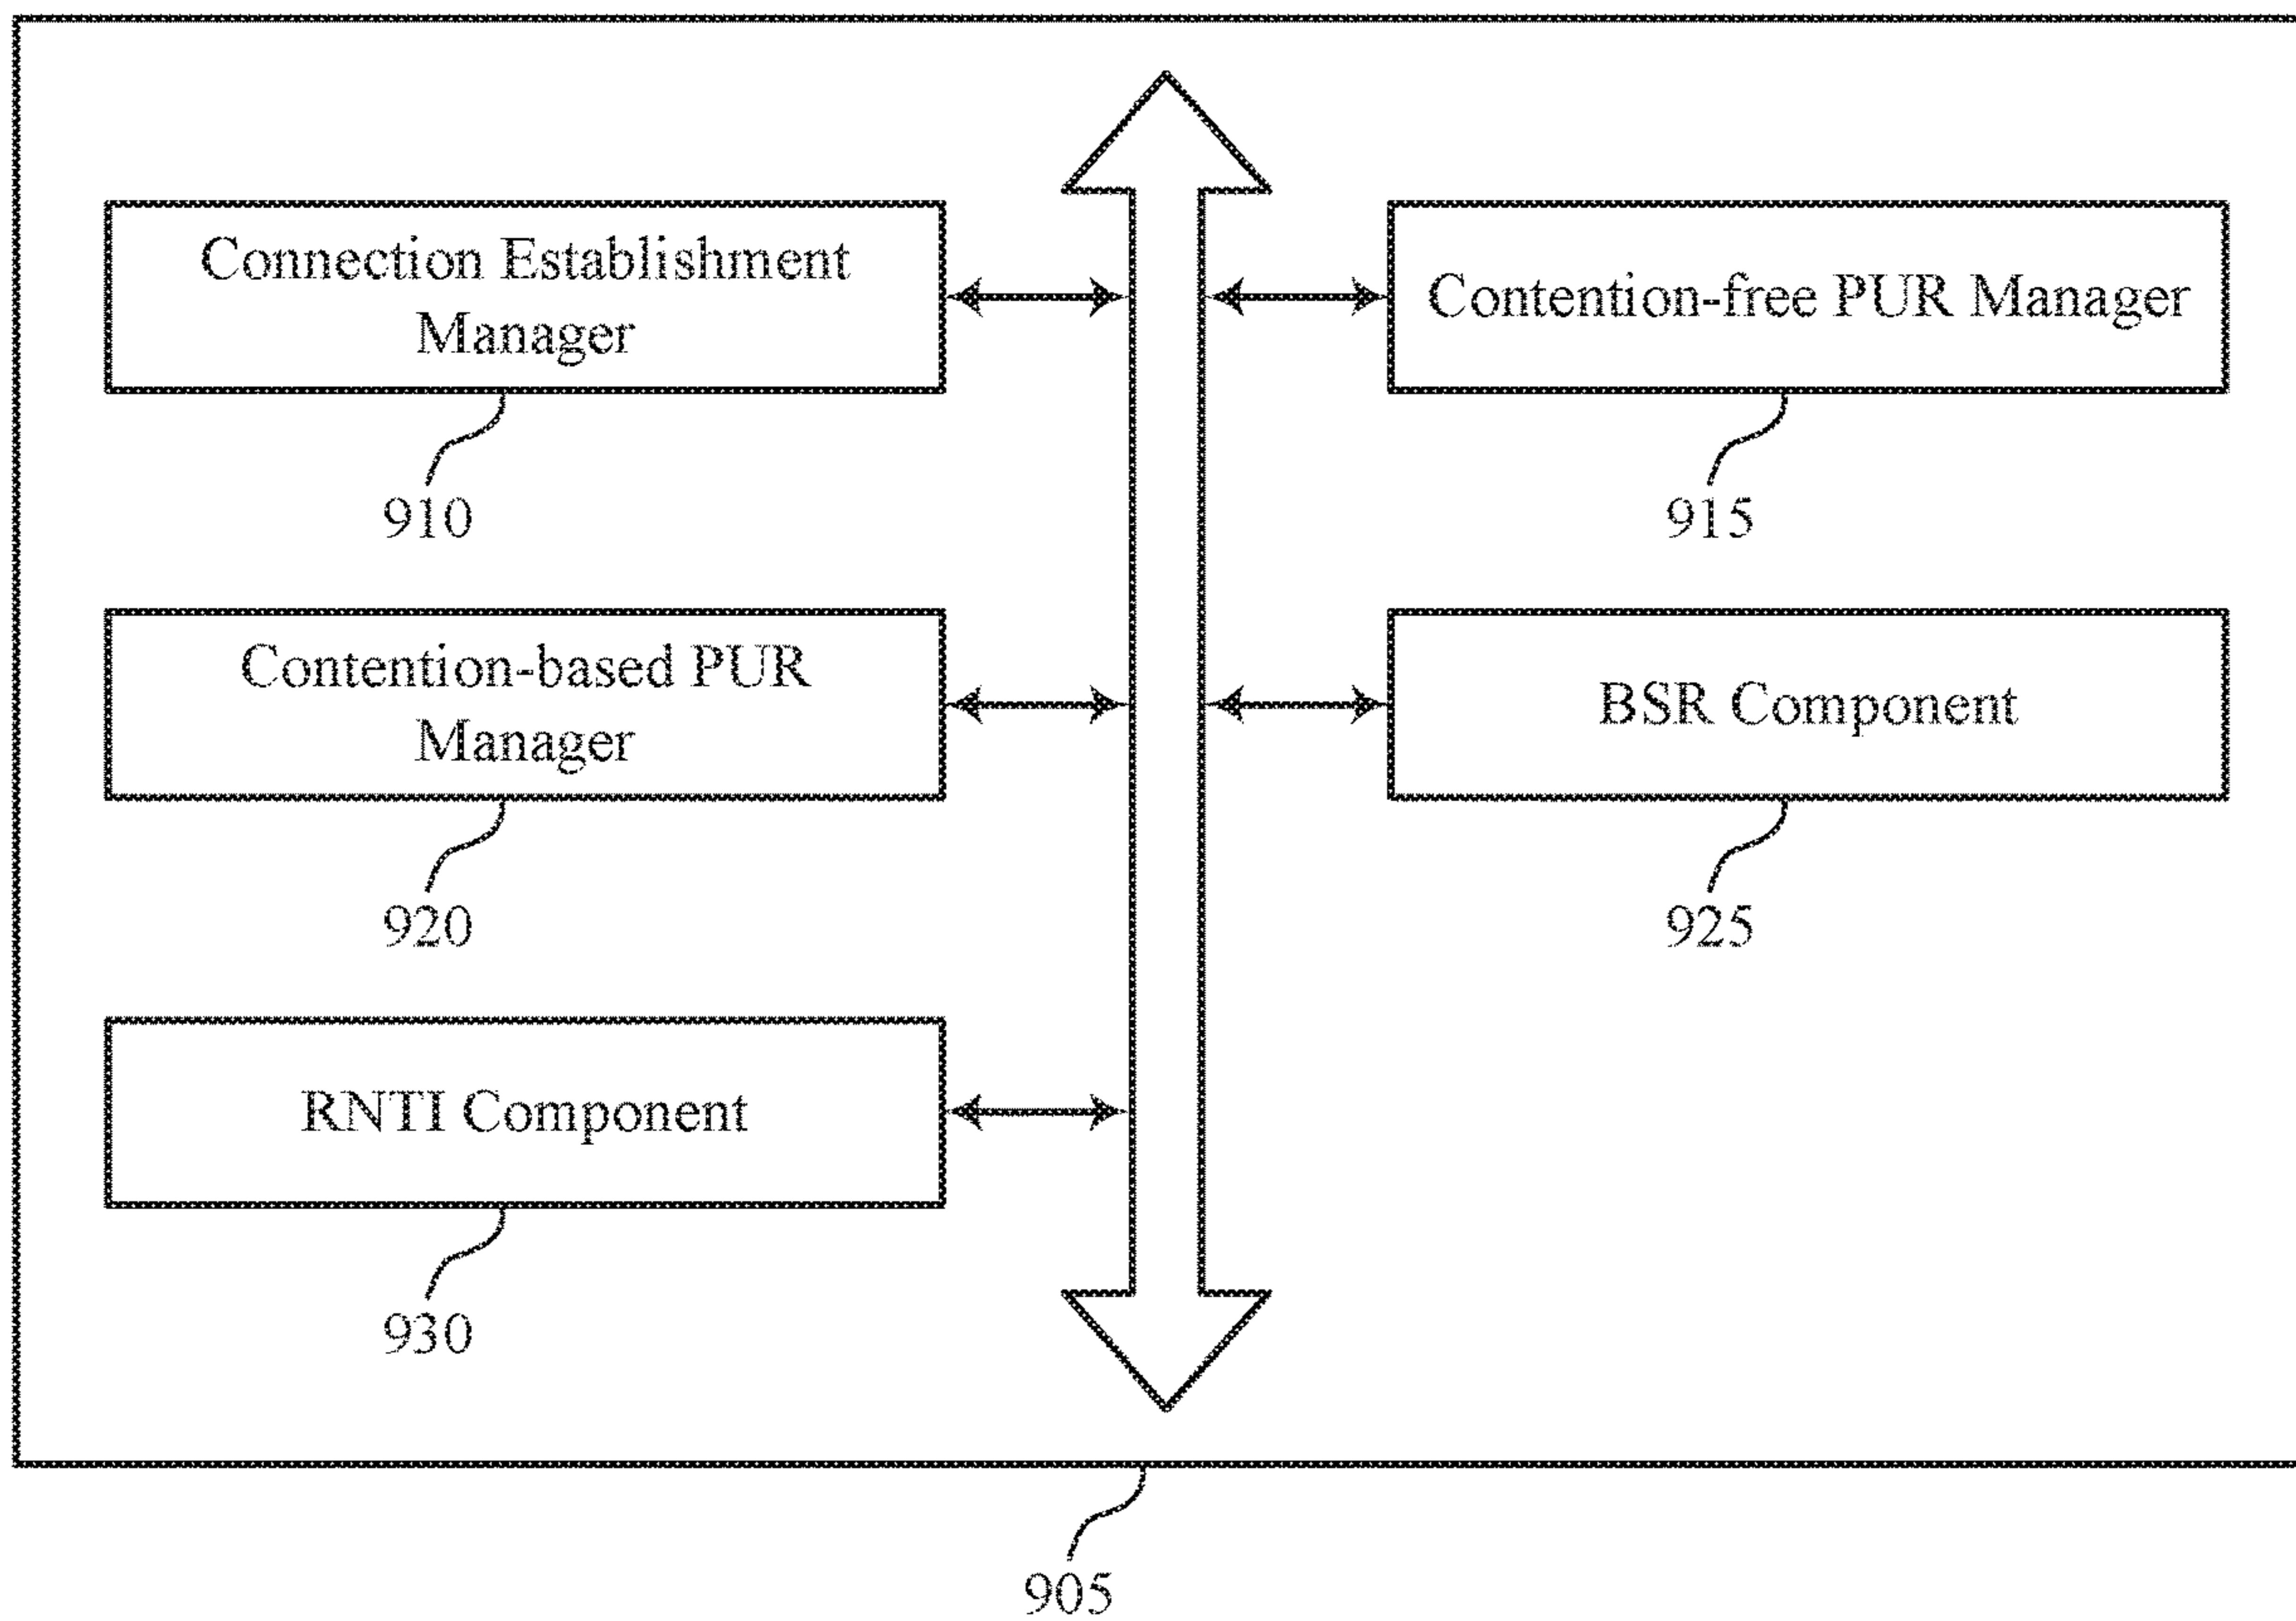 Connection Establishment
Manager
910
Contention-free PUR Manager
915
Contention-based PUR
Manager
920
BSR Component
925
RNTI Component
930
905